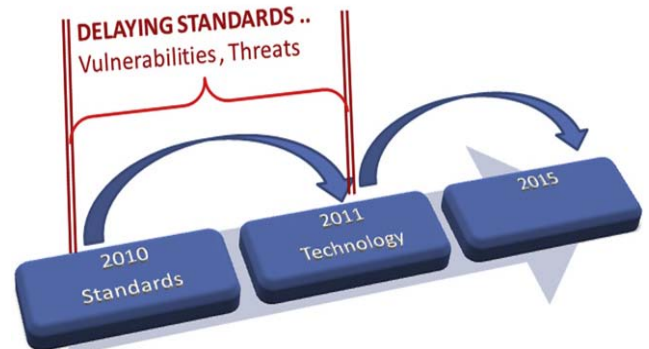 DELAYING STANDARDS ..
Vulnerabilities, Threats
2010
Standards
2011
Technology
2015